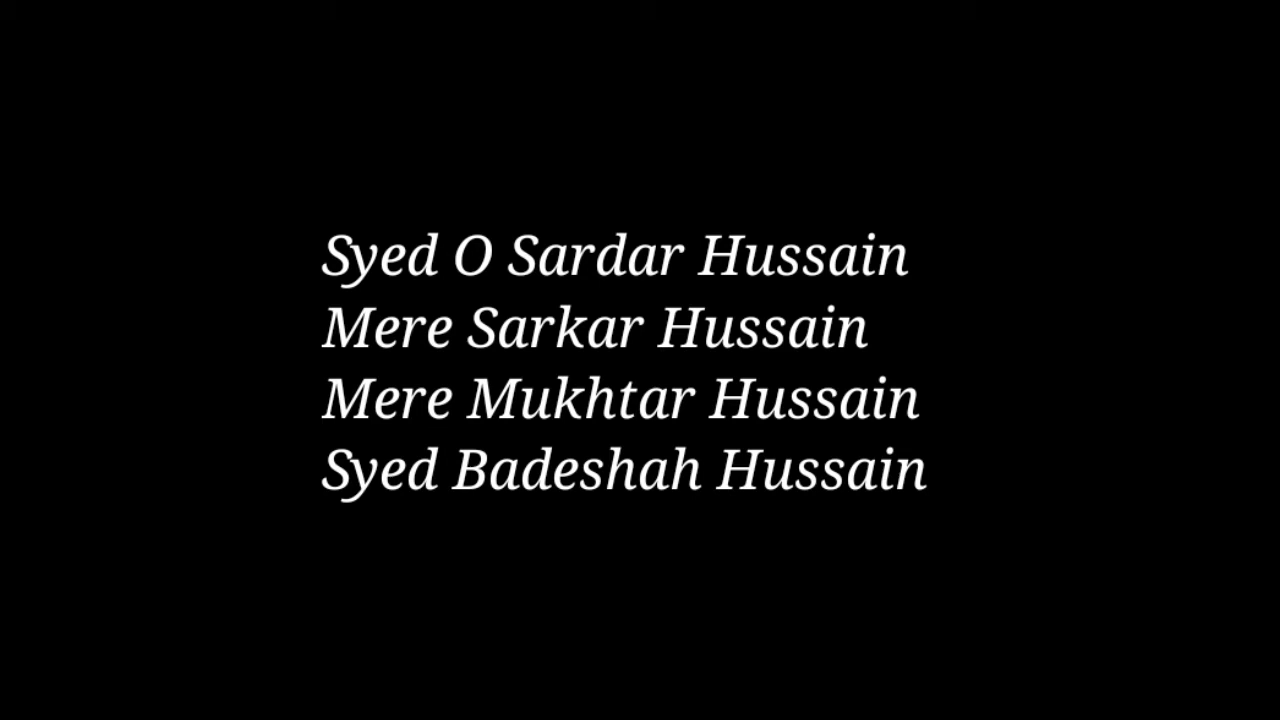 Syed O Sardar Hussain
Mere Sarkar Hussain
Mere Mukhtar Hussain
Syed Badeshah Hussain